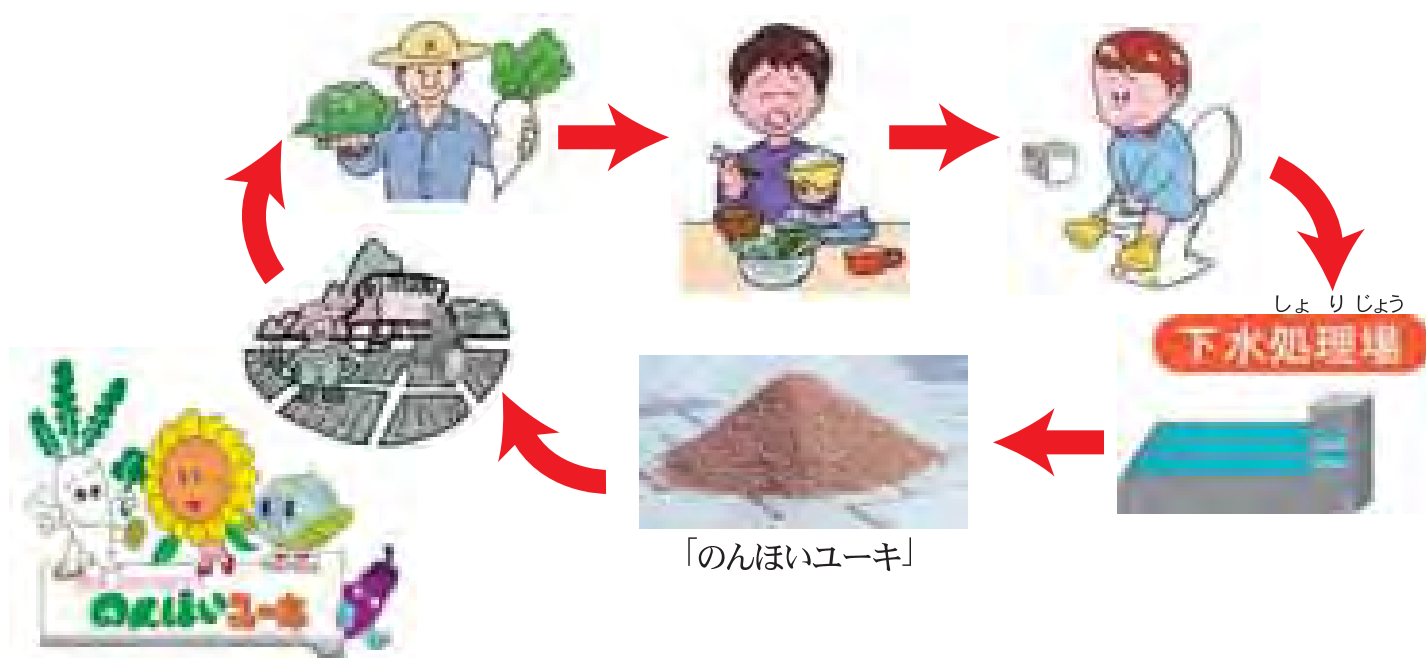 しょ り じょう
下水処理場
「のんほいユーキ」
のんほいユーキ